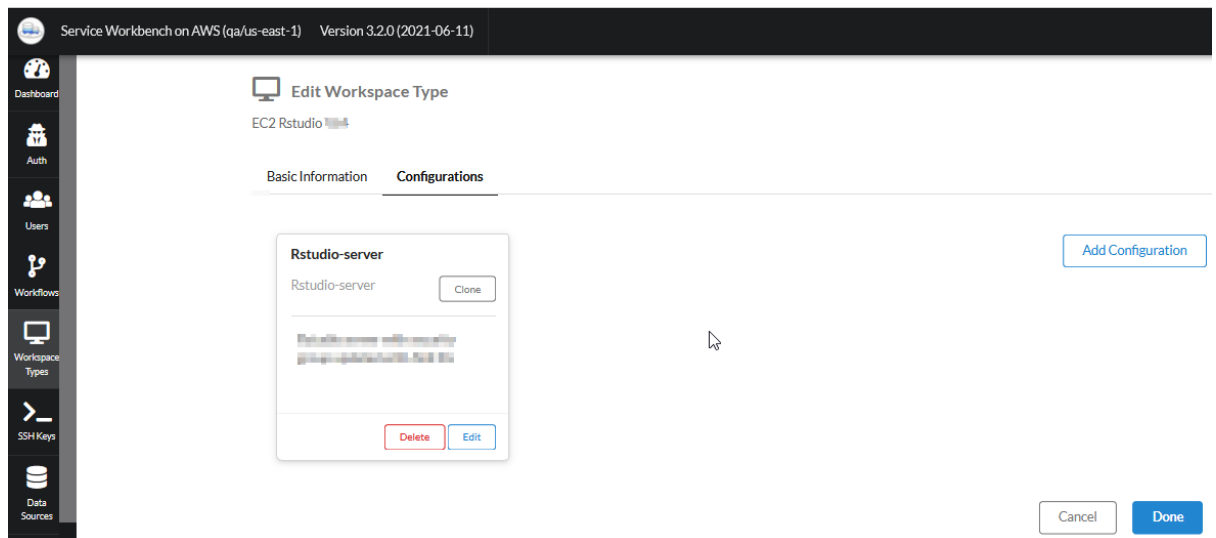 Service Workbench on AWS (qa/us-east-1) Version 3.2.0 (2021-06-11)
Dashboard
Auth
Users
Workflows
Workspace
Types
SSH Keys
Data
Sources
Edit Workspace Type
EC2 Rstudio
Basic Information Configurations
Rstudio-server
Rstudio-server
Clone
Delete Edit
Add Configuration
Cancel Done